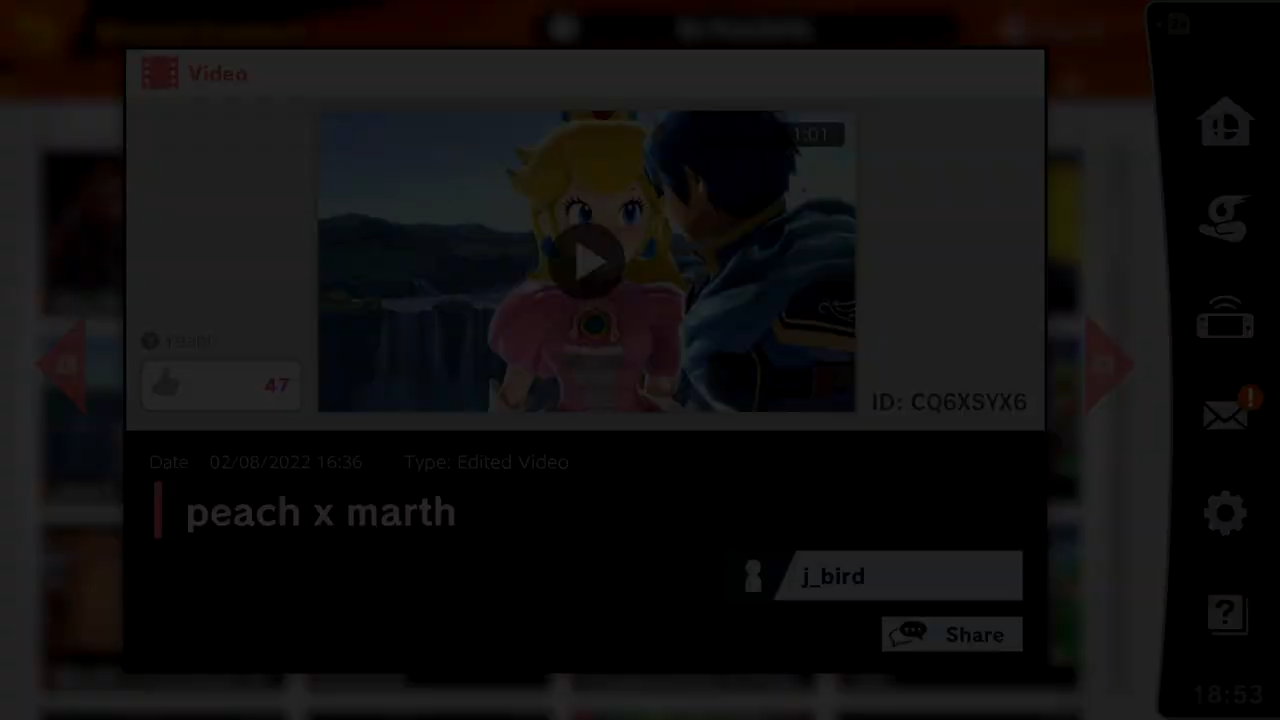 Video
1:01
Yeah!
47
ID: CQ6XSYX6
Date 02/08/2022 16:36 Type: Edited Video
peach x marth
j_bird
Share
18:53